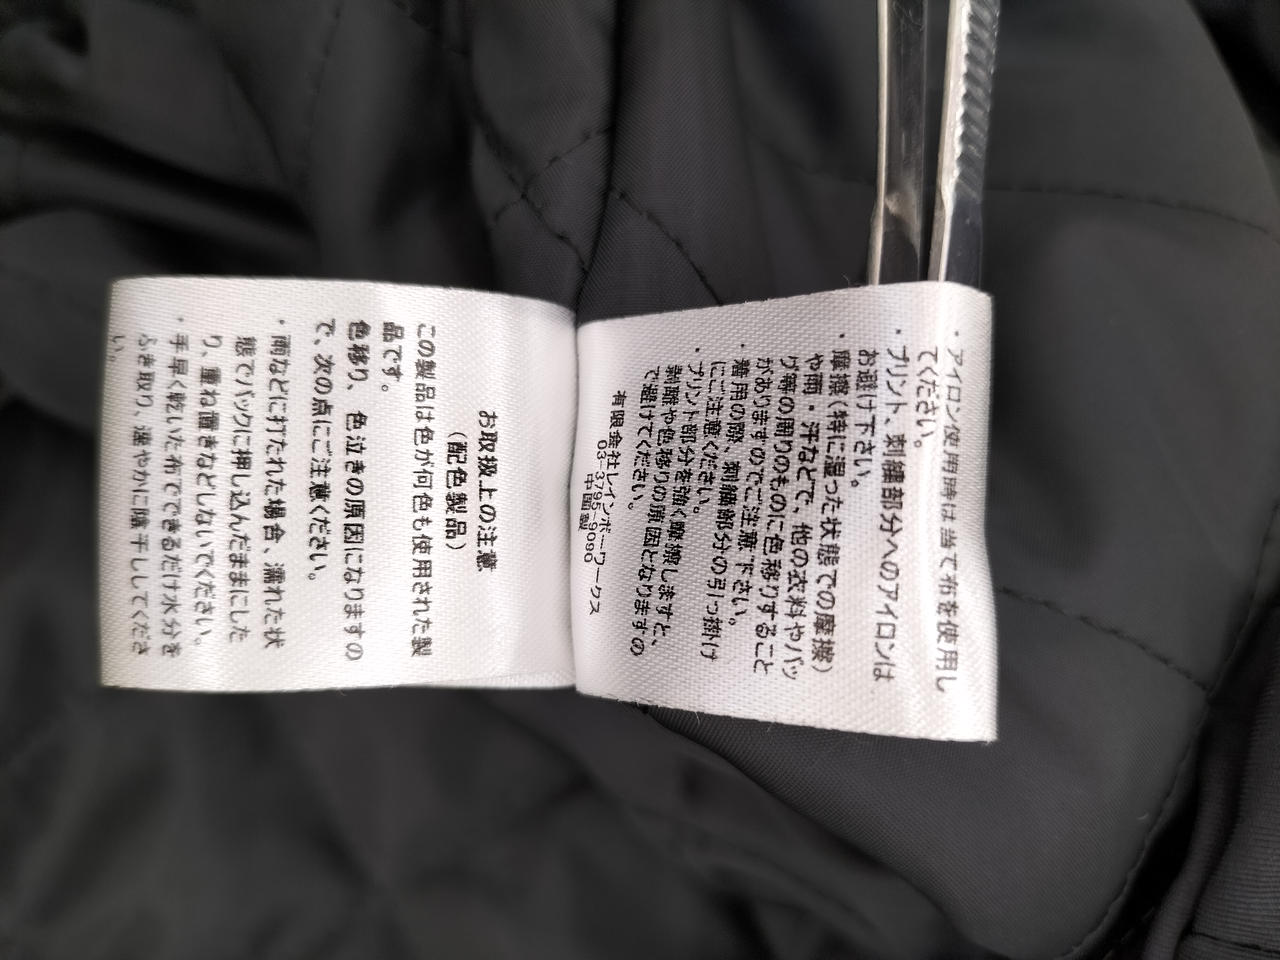 ・アイロン使用時は当て布を使用し
てください。
・プリント、刺繍部分へのアイロンは
お避け下さい。
・摩擦(特に湿った状態での摩擦)
や雨・汗などで、他の衣料やバッ
グ等の周りのものに色移りすること
がありますのでご注意下さい。
・着用の際、刺繍部分の引っ掛け
にご注意ください。
・プリント部分を強く摩擦しますと、
剥離や色移りの原因となりますの
で避けてください。
有限会社レインボーワークス
03-3795-9090
中国製
お取扱上の注意
(配色製品)
この製品は色が何色も使用された製
品です。
色移り、色泣きの原因になりますの
で、次の点にご注意ください。
・雨などに打たれた場合、濡れた状
態でバックに押し込んだままにした
り、重ね置きなどしないでください。
・手早く乾いた布でできるだけ水分を
ふき取り、速やかに陰干ししてくださ
い。